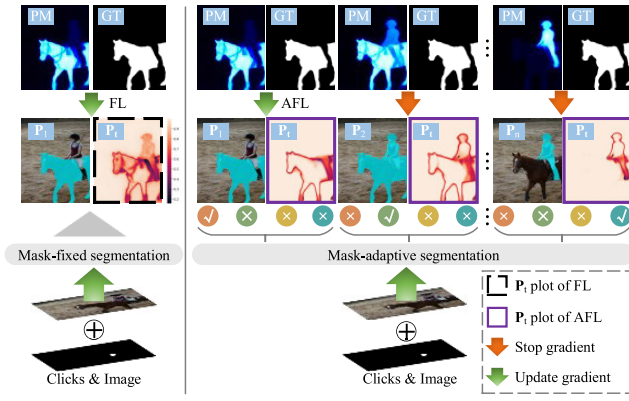 PM GT PM GT PM GT PM GT
FL AFL
P1 Pt P1 Pt P2 Pt Pn Pt
Mask-fixed segmentation
Mask-adaptive segmentation
Clicks & Image
Clicks & Image
Pt plot of FL
Pt plot of AFL
Stop gradient
Update gradient